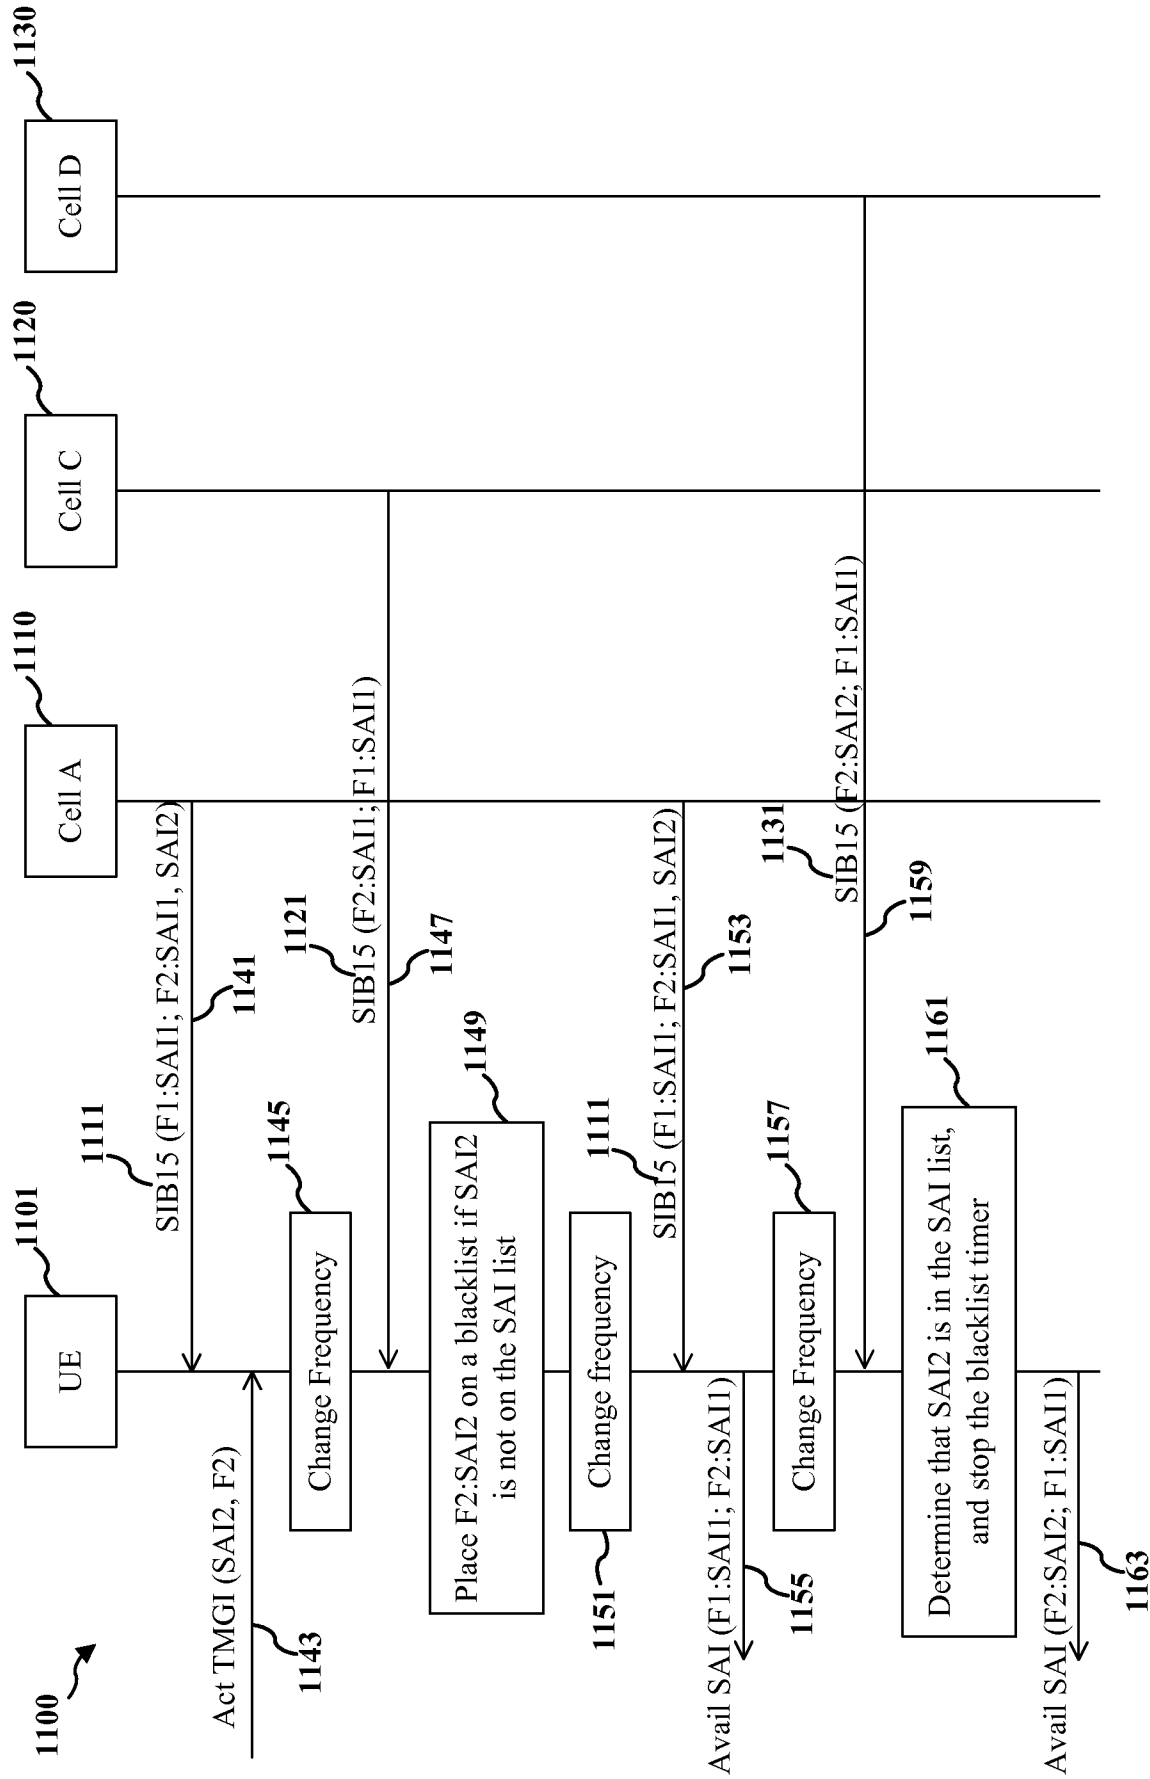 1100
1101
UE
1110
Cell A
1120
Cell C
1130
Cell D
1111
SIB15 (F1:SAI1; F2:SAI1, SAI2)
1141
Act TMGI (SAI2, F2)
1143
1145
Change Frequency
1121
SIB15 (F2:SAI1; F1:SAI1)
1147
1149
Place F2:SAI2 on a blacklist if SAI2
is not on the SAI list
Change frequency
1151
1111
SIB15 (F1:SAI1; F2:SAI1, SAI2)
1153
Avail SAI (F1:SAI1; F2:SAI1)
1155
1157
Change Frequency
1131
SIB15 (F2:SAI2; F1:SAI1)
1159
1161
Determine that SAI2 is in the SAI list,
and stop the blacklist timer
Avail SAI (F2:SAI2; F1:SAI1)
1163